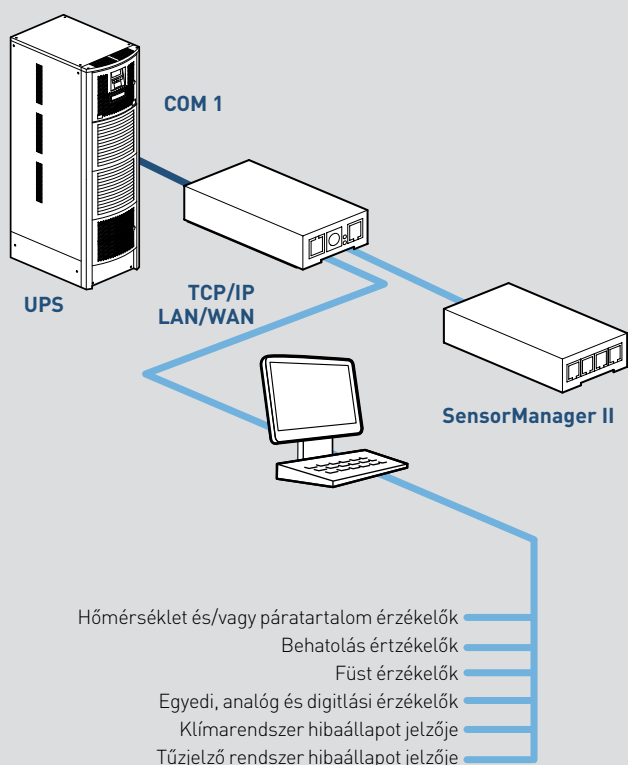 COM 1
UPS
TCP/IP
LAN/WAN
SensorManager II
Hőmérséklet és/vagy páratartalom érzékelők
Behatolás értzékelők
Füst érzékelők
Egyedi, analóg és digitlási érzékelők
Klímarendszer hibaállapot jelzője
Tűzjelző rendszer hibaállapot jelzője